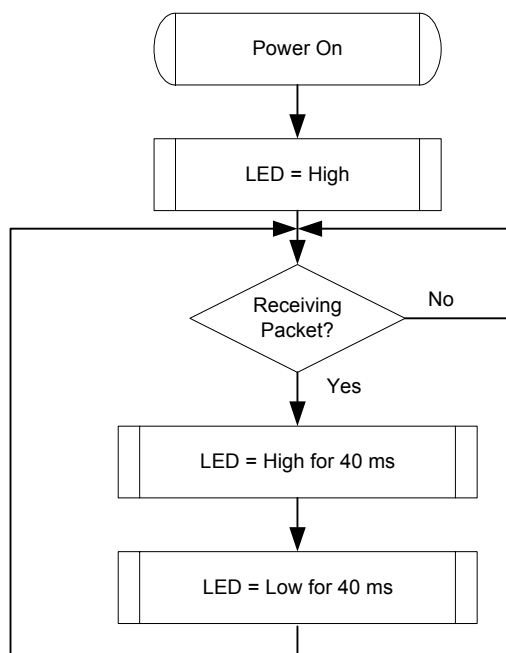 Power On
LED = High
Receiving
Packet?
No
Yes
LED = High for 40 ms
LED = Low for 40 ms